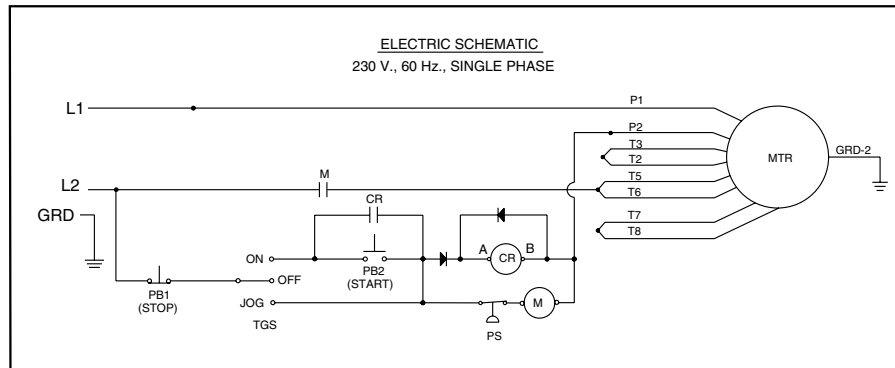 ELECTRIC SCHEMATIC
230 V., 60 Hz., SINGLE PHASE
L1
P1
P2
T3
T2
GRD-2
MTR
M
T5
L2
T6
CR
GRD
T7
T8
A
B
CR
ON
PB2
(START)
OFF
PB1
(STOP)
JOG
M
TGS
PS